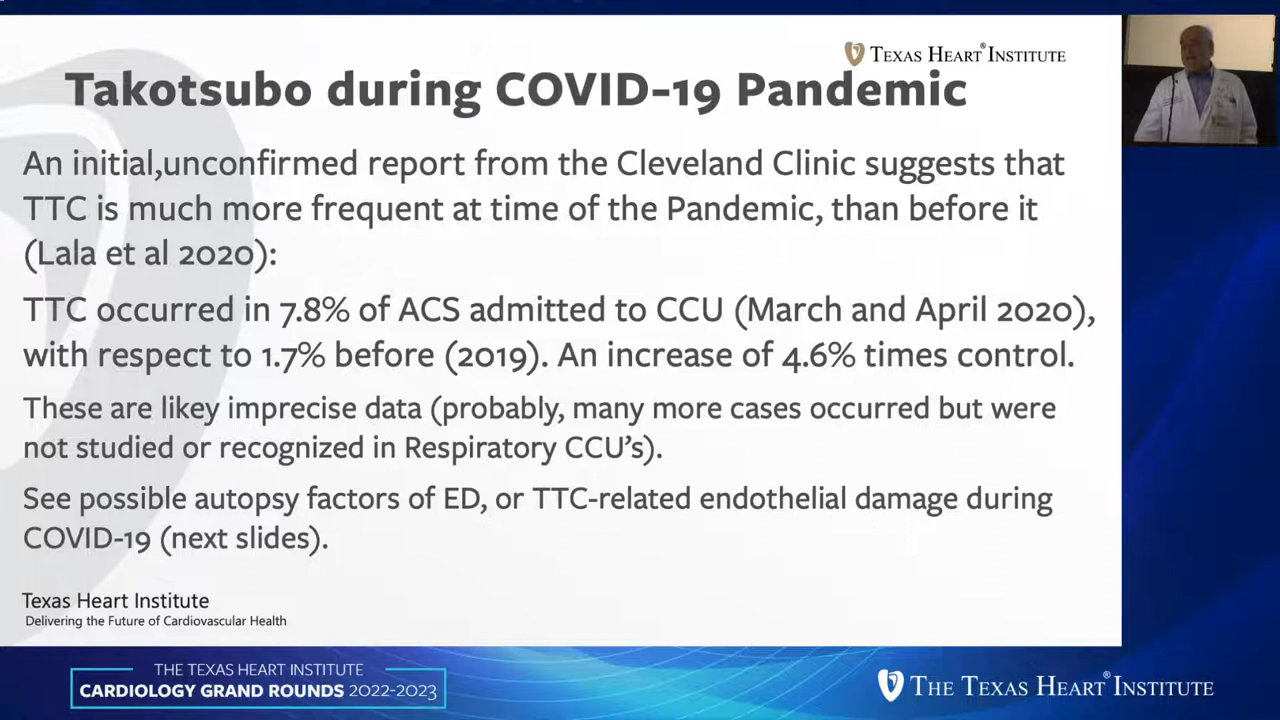 TEXAS HEART® INSTITUTE
Takotsubo during COVID-19 Pandemic
An initial,unconfirmed report from the Cleveland Clinic suggests that
TTC is much more frequent at time of the Pandemic, than before it
(Lala et al 2020):
TTC occurred in 7.8% of ACS admitted to CCU (March and April 2020),
with respect to 1.7% before (2019). An increase of 4.6% times control.
These are likey imprecise data (probably, many more cases occurred but were
not studied or recognized in Respiratory CCU's).
See possible autopsy factors of ED, or TTC-related endothelial damage during
COVID-19 (next slides).
Texas Heart Institute
Delivering the Future of Cardiovascular Health
THE TEXAS HEART INSTITUTE
CARDIOLOGY GRAND ROUNDS 2022-2023
THE TEXAS HEART® INSTITUTE